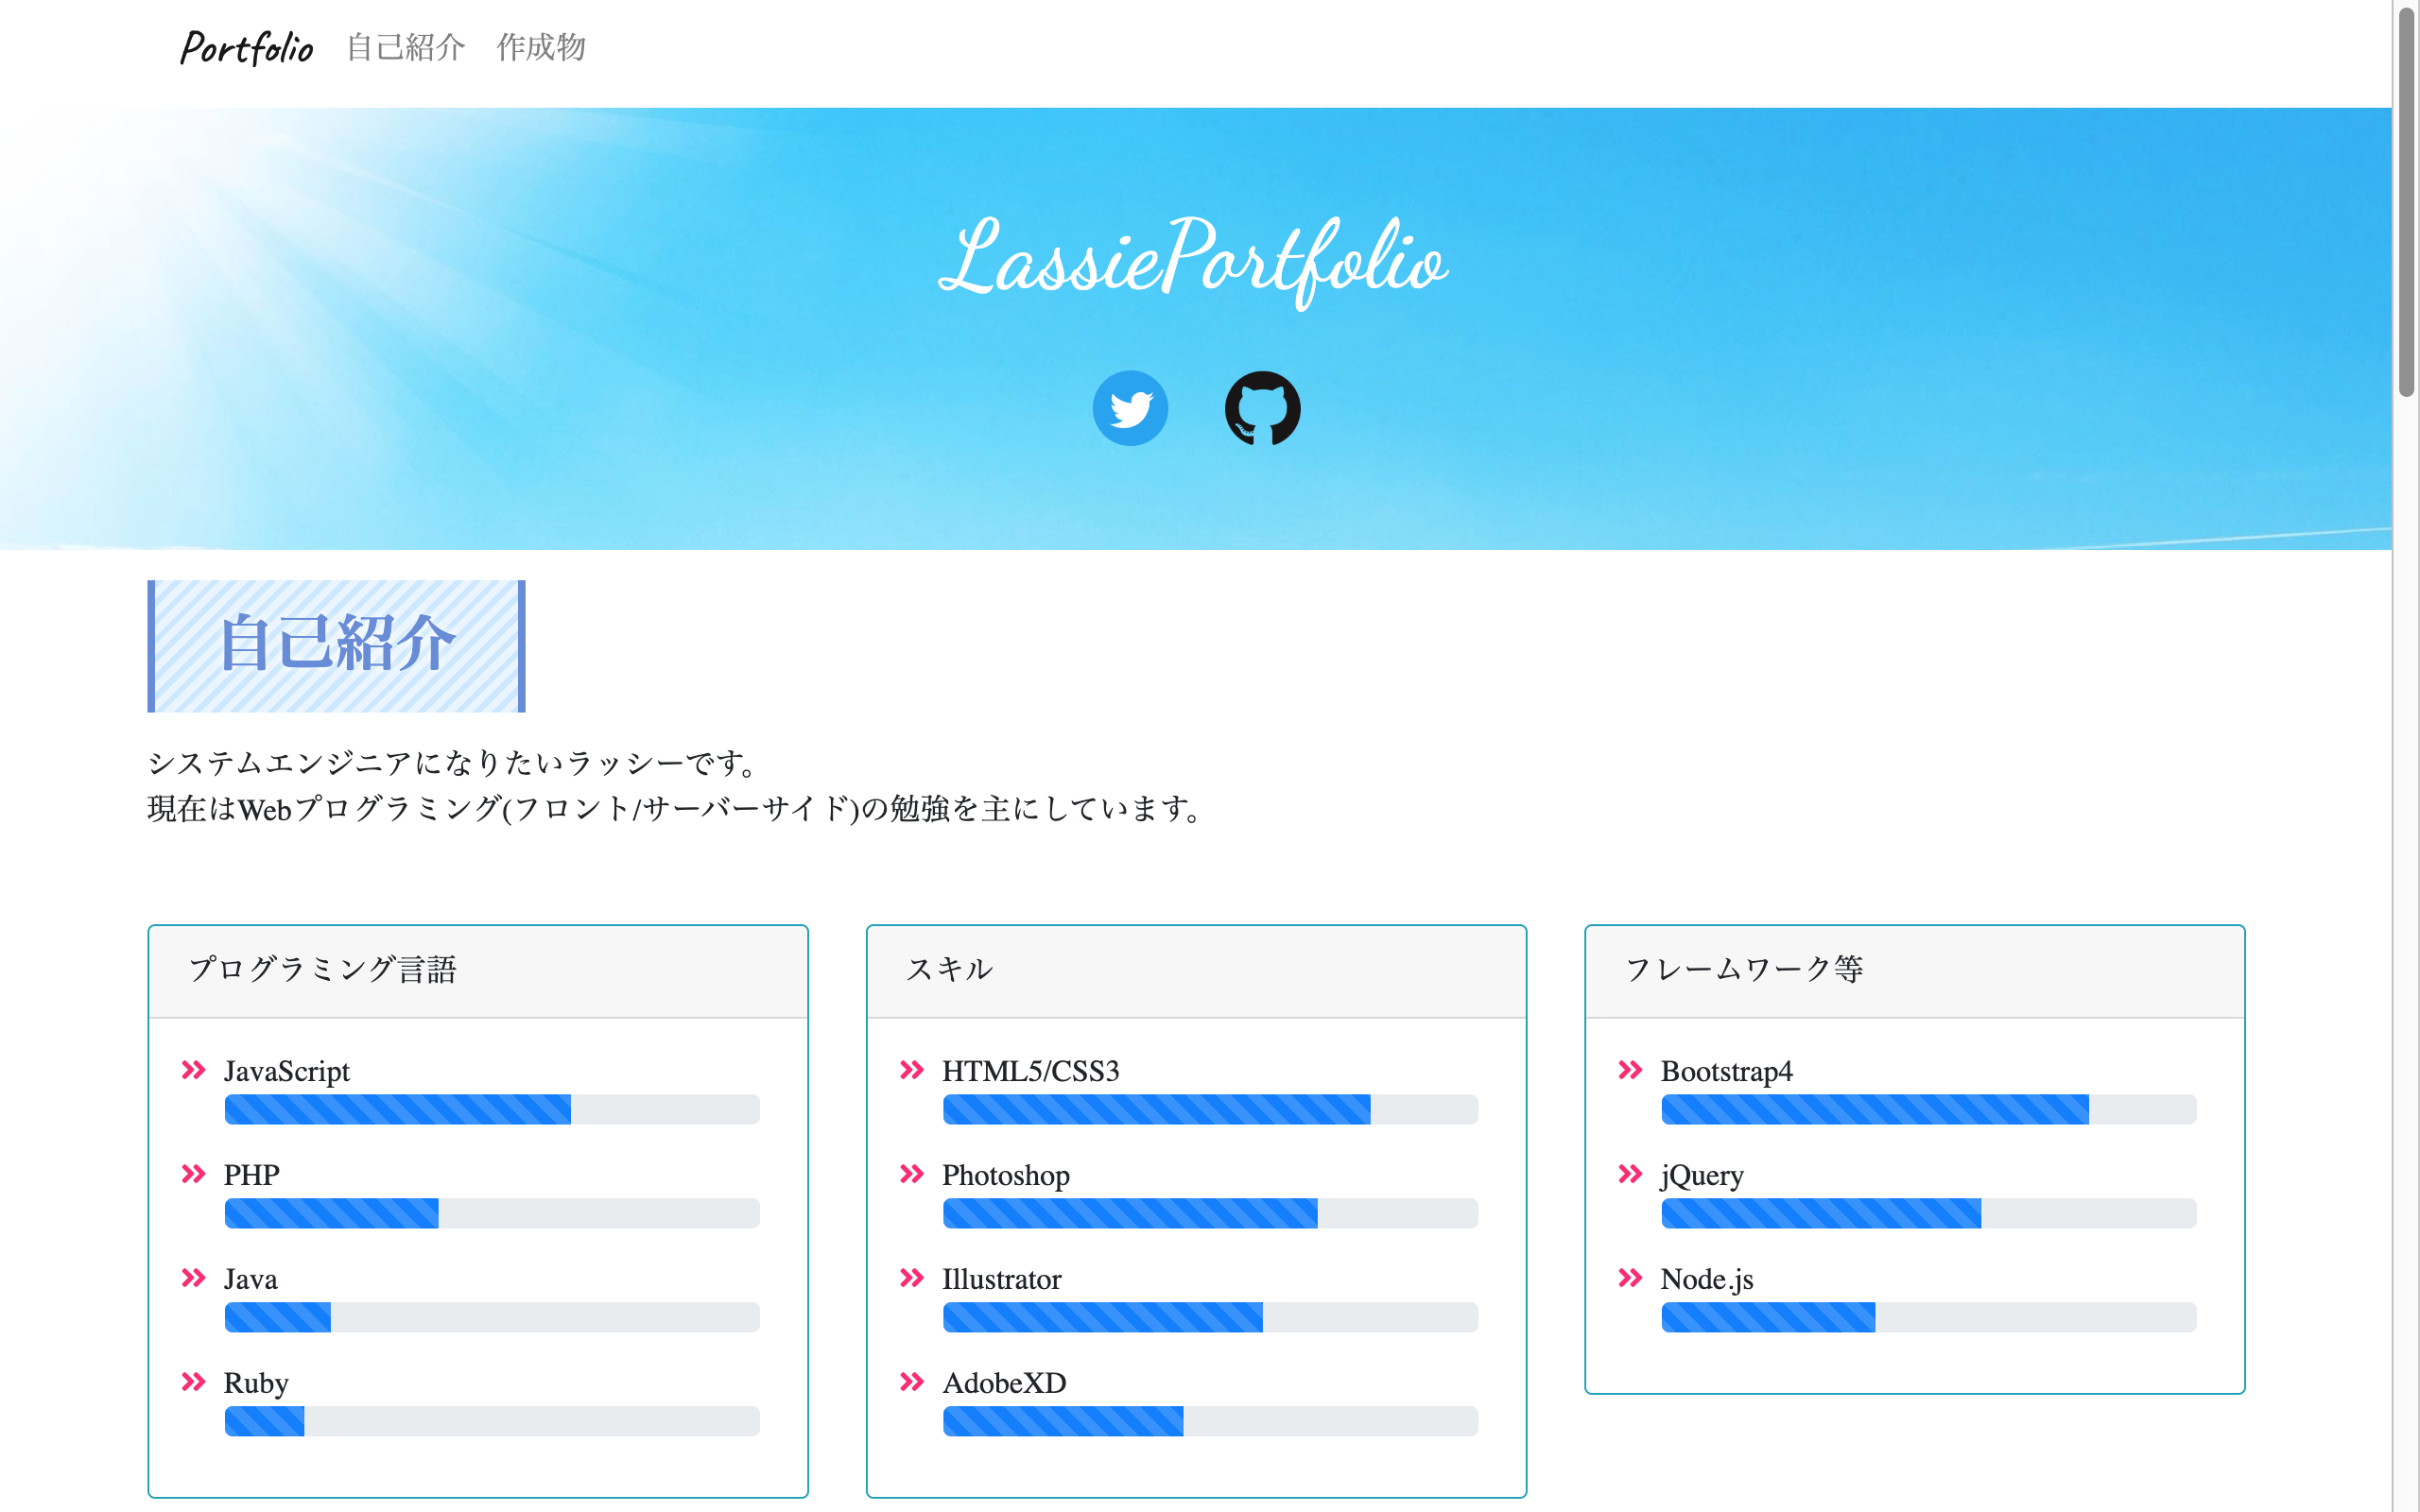 Portfolio 自己紹介 作成物
LassiePortfolio
自己紹介
システムエンジニアになりたいラッシーです。
現在はWebプログラミング(フロント/サーバーサイド)の勉強を主にしています。
プログラミング言語
JavaScript
PHP
Java
Ruby
スキル
HTML5/CSS3
Photoshop
Illustrator
AdobeXD
フレームワーク等
Bootstrap4
jQuery
Node.js